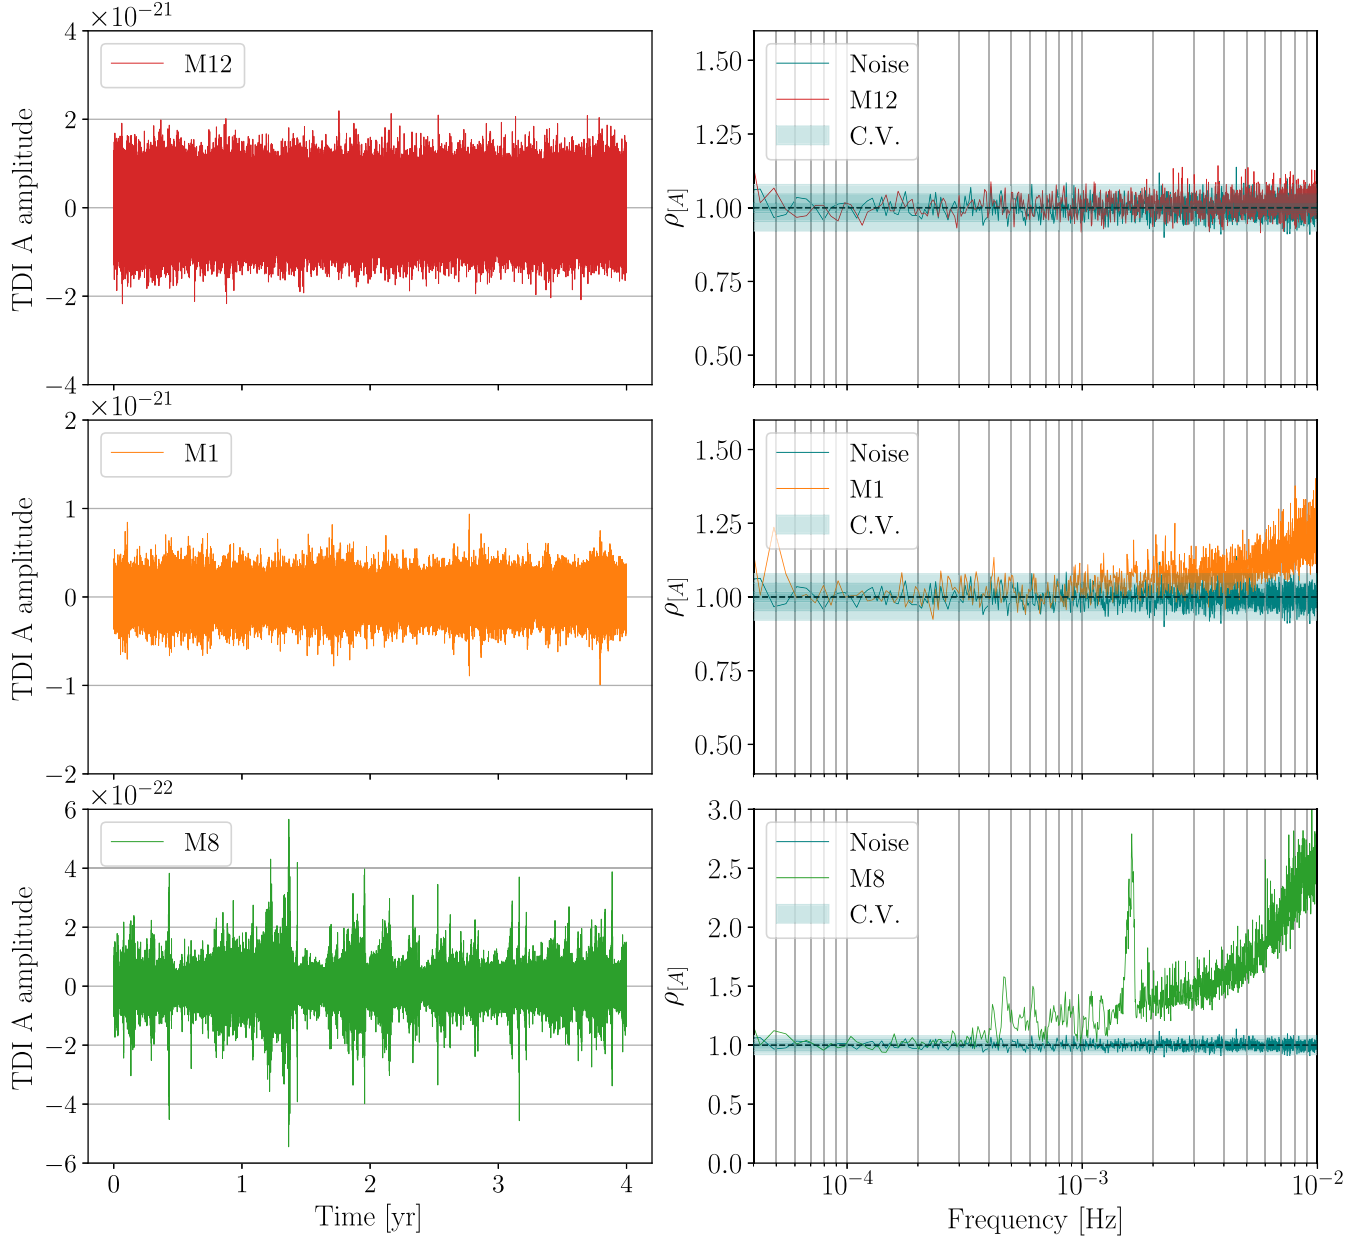 ×10⁻²¹
4
2
0
−2
−4
TDI A amplitude
M12
1.50
1.25
1.00
0.75
0.50
ρ[A]
Noise
M12
C.V.
×10⁻²¹
2
1
0
−1
−2
TDI A amplitude
M1
1.50
1.25
1.00
0.75
0.50
ρ[A]
Noise
M1
C.V.
×10⁻²²
6
4
2
0
−2
−4
−6
TDI A amplitude
M8
0 1 2 3 4
Time [yr]
3.0
2.5
2.0
1.5
1.0
0.5
0.0
ρ[A]
Noise
M8
C.V.
10⁻⁴ 10⁻³ 10⁻²
Frequency [Hz]